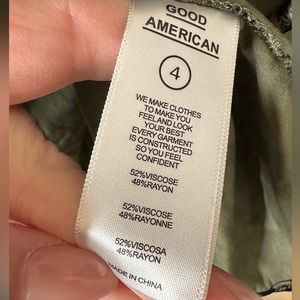 GOOD
AMERICAN
4
WE MAKE CLOTHES
TO MAKE YOU
FEEL AND LOOK
YOUR BEST
EVERY GARMENT
IS CONSTRUCTED
SO YOU FEEL
CONFIDENT
52%VISCOSE
48%RAYON
52%VISCOSE
48%RAYONNE
52%VISCOSA
48%RAYON
MADE IN CHINA